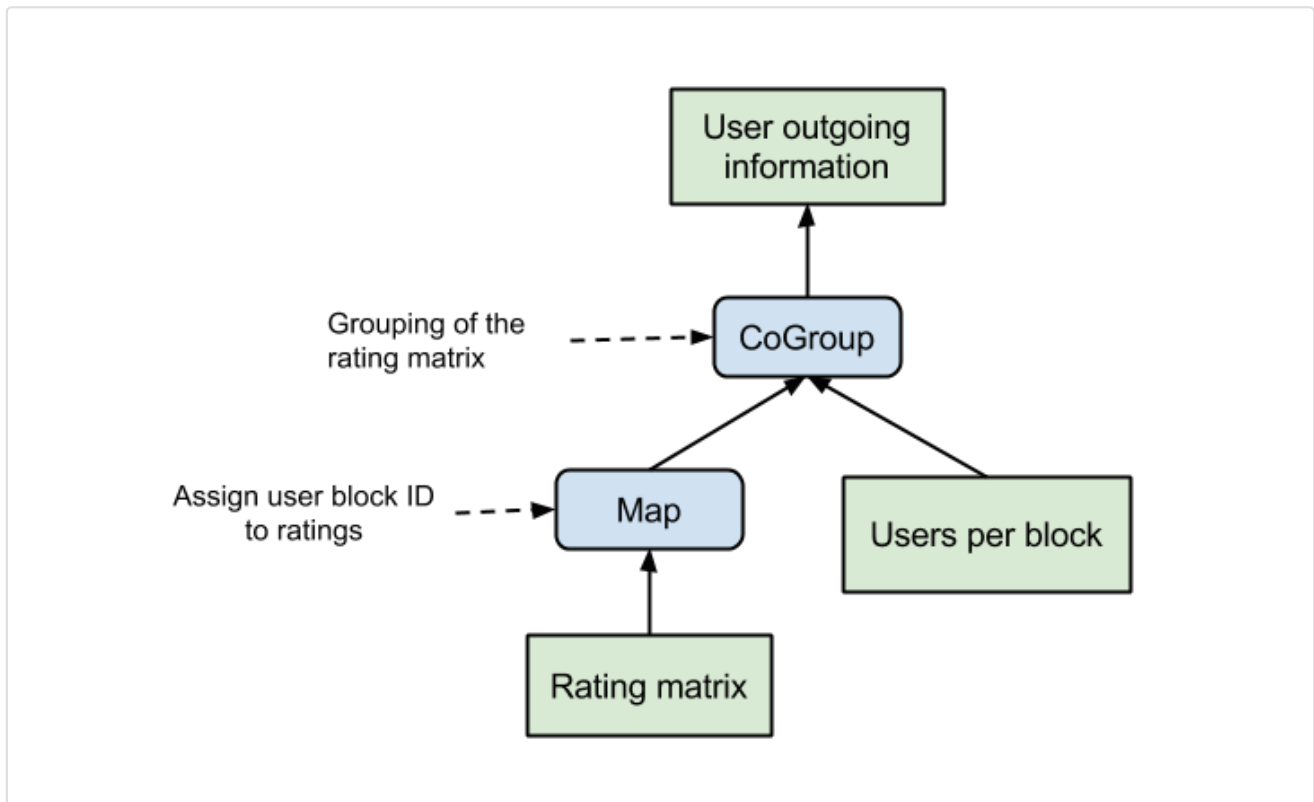 User outgoing
information
Grouping of the
rating matrix
CoGroup
Assign user block ID
to ratings
Map
Users per block
Rating matrix